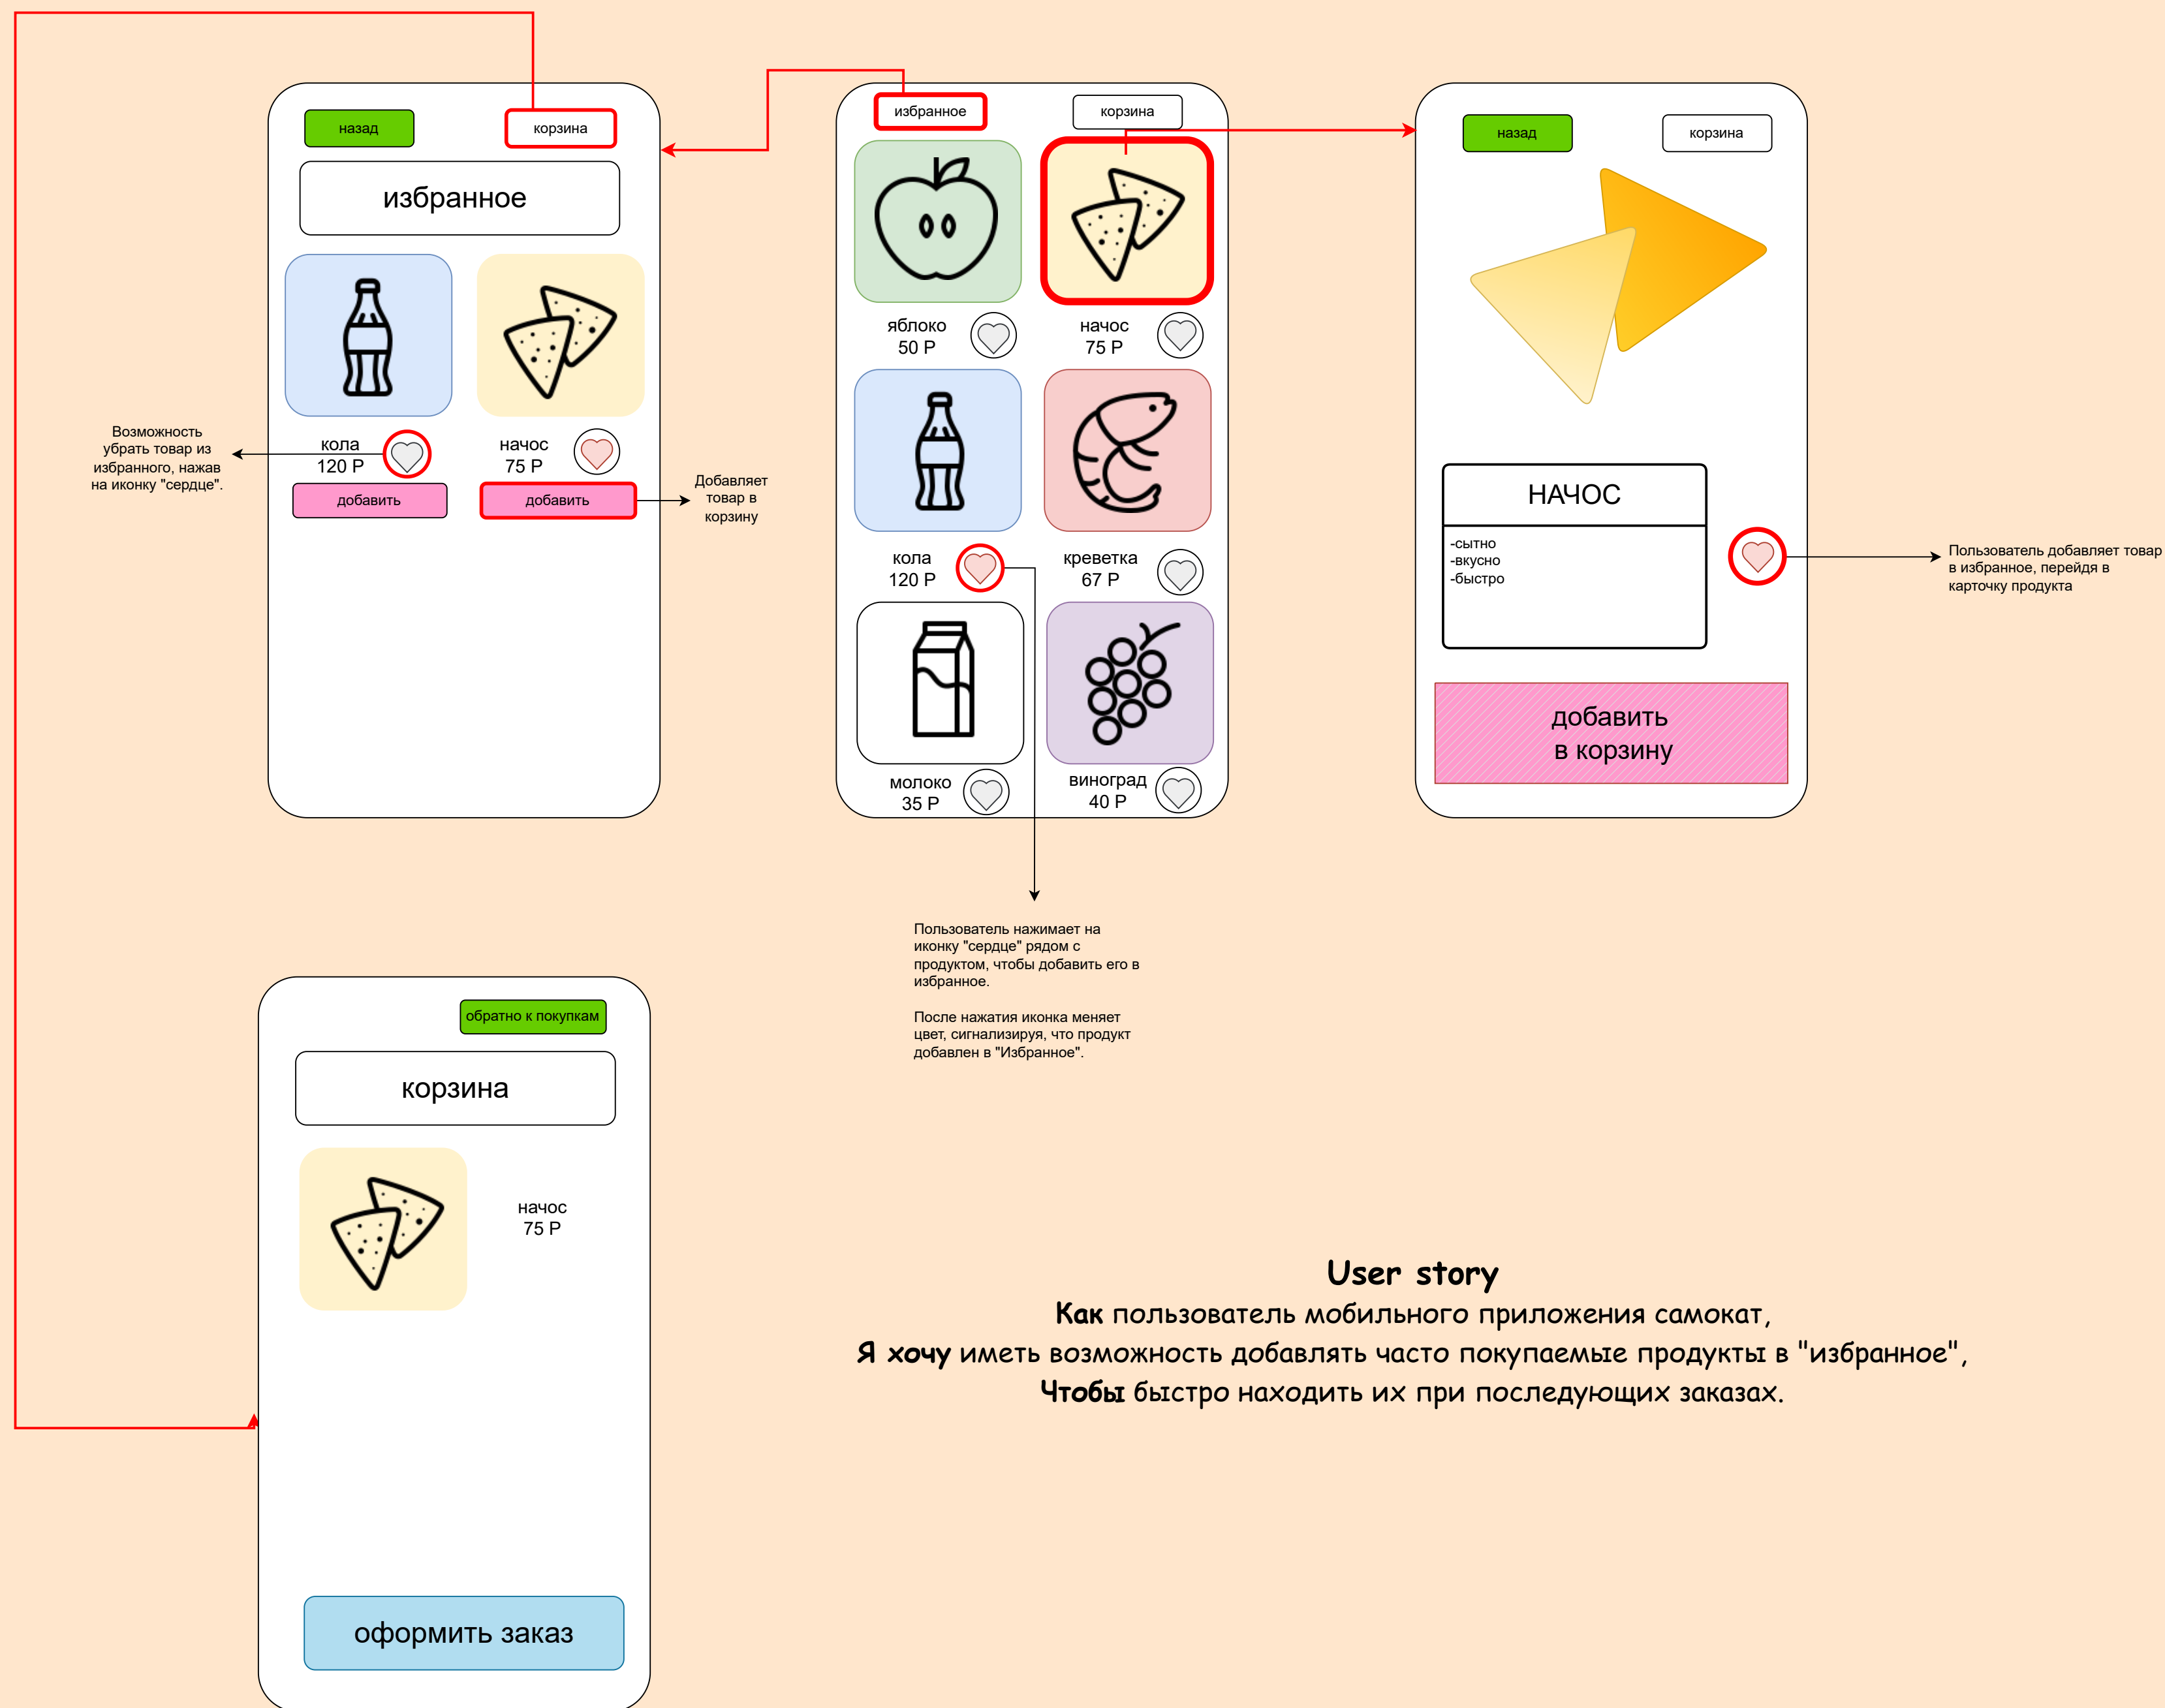 назад
корзина
избранное
кола
120 Р
начос
75 Р
добавить
добавить
Возможность
убрать товар из
избранного, нажав
на иконку "сердце".
Добавляет
товар в
корзину
избранное
корзина
яблоко
50 Р
начос
75 Р
кола
120 Р
креветка
67 Р
молоко
35 Р
виноград
40 Р
Пользователь нажимает на
иконку "сердце" рядом с
продуктом, чтобы добавить его в
избранное.
После нажатия иконка меняет
цвет, сигнализируя, что продукт
добавлен в "Избранное".
назад
корзина
НАЧОС
-сытно
-вкусно
-быстро
Пользователь добавляет товар
в избранное, перейдя в
карточку продукта
добавить
в корзину
обратно к покупкам
корзина
начос
75 Р
оформить заказ
User story
Как пользователь мобильного приложения самокат,
Я хочу иметь возможность добавлять часто покупаемые продукты в "избранное",
Чтобы быстро находить их при последующих заказах.